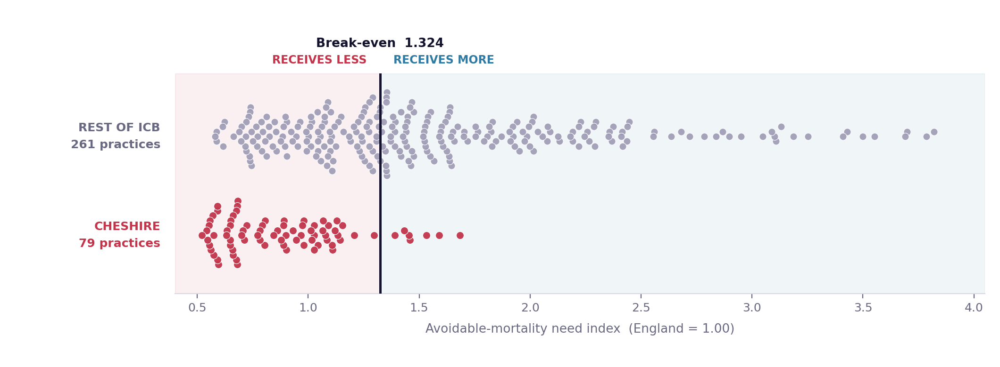 Break-even 1.324
RECEIVES LESS
RECEIVES MORE
REST OF ICB
261 practices
CHESHIRE
79 practices
0.5 1.0 1.5 2.0 2.5 3.0 3.5 4.0
Avoidable-mortality need index (England = 1.00)